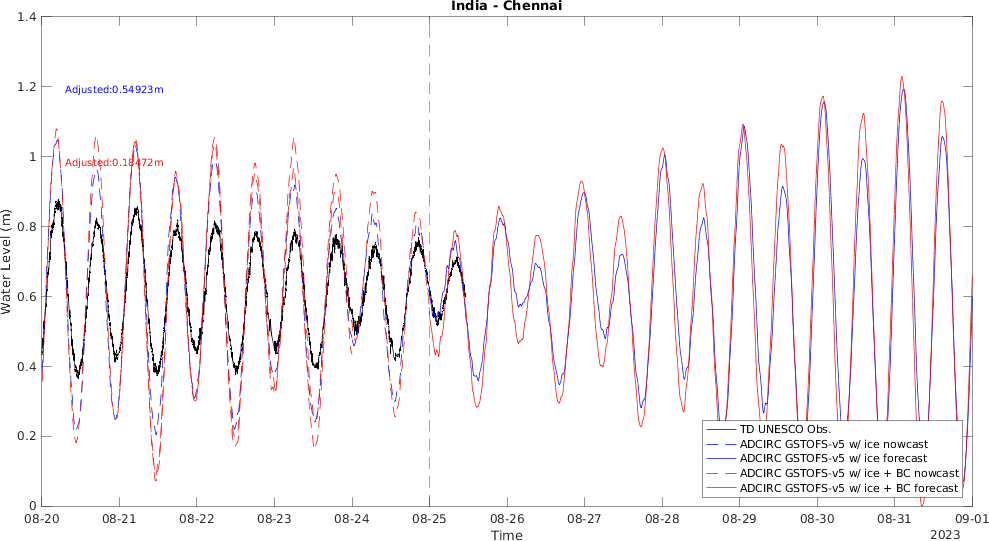 India - Chennai
Water Level (m)
1.4
1.2
1
0.8
0.6
0.4
0.2
0
Adjusted:0.54923m
Adjusted:0.18472m
TD UNESCO Obs.
ADCIRC GSTOFS-v5 w/ ice nowcast
ADCIRC GSTOFS-v5 w/ ice forecast
ADCIRC GSTOFS-v5 w/ ice + BC nowcast
ADCIRC GSTOFS-v5 w/ ice + BC forecast
08-20 08-21 08-22 08-23 08-24 08-25 08-26 08-27 08-28 08-29 08-30 08-31 09-01
Time
2023